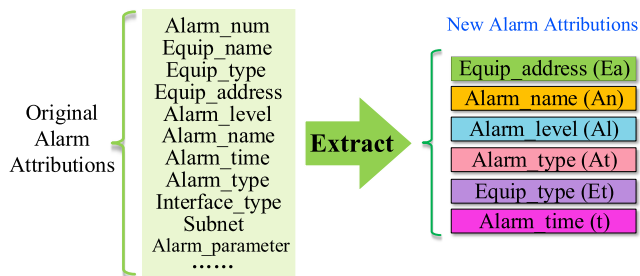 Original
Alarm
Attributions
Alarm_num
Equip_name
Equip_type
Equip_address
Alarm_level
Alarm_name
Alarm_time
Alarm_type
Interface_type
Subnet
Alarm_parameter
......
Extract
New Alarm Attributions
Equip_address (Ea)
Alarm_name (An)
Alarm_level (Al)
Alarm_type (At)
Equip_type (Et)
Alarm_time (t)